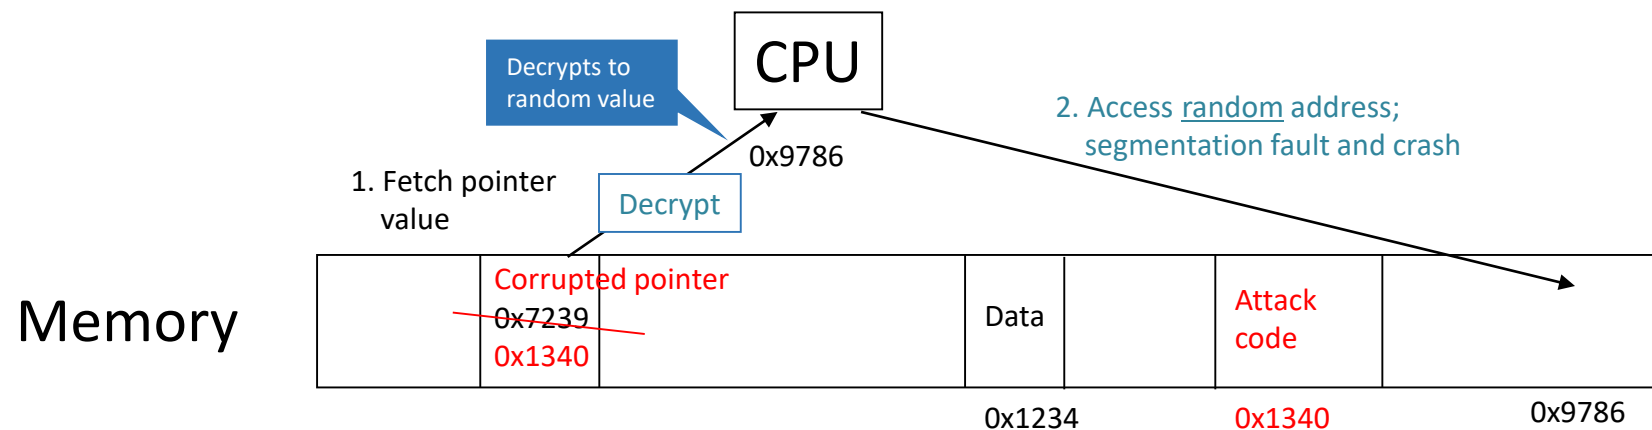 CPU
Decrypts to
random value
2. Access random address;
segmentation fault and crash
0x9786
1. Fetch pointer
value
Decrypt
Memory
Corrupted pointer
0x7239
0x1340
Data
Attack
code
0x1234
0x1340
0x9786